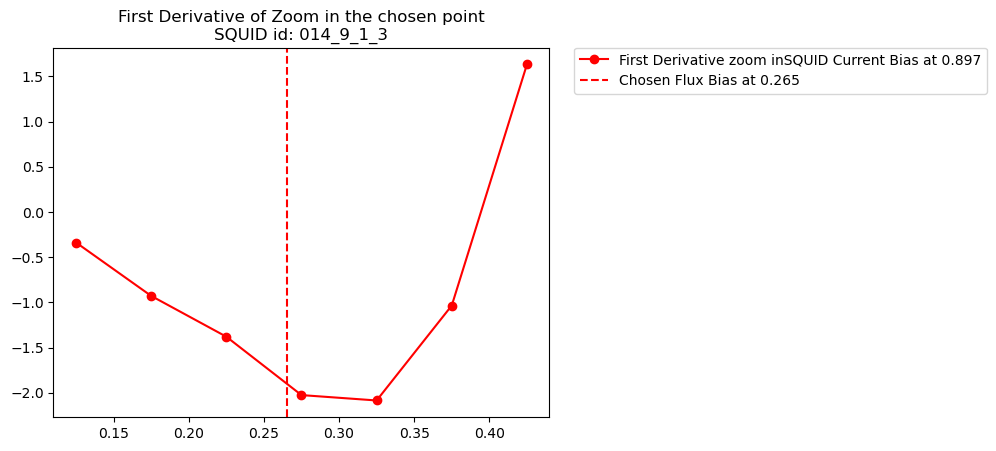 First Derivative of Zoom in the chosen point
SQUID id: 014_9_1_3
First Derivative zoom inSQUID Current Bias at 0.897
Chosen Flux Bias at 0.265
1.5
1.0
0.5
0.0
−0.5
−1.0
−1.5
−2.0
0.15 0.20 0.25 0.30 0.35 0.40